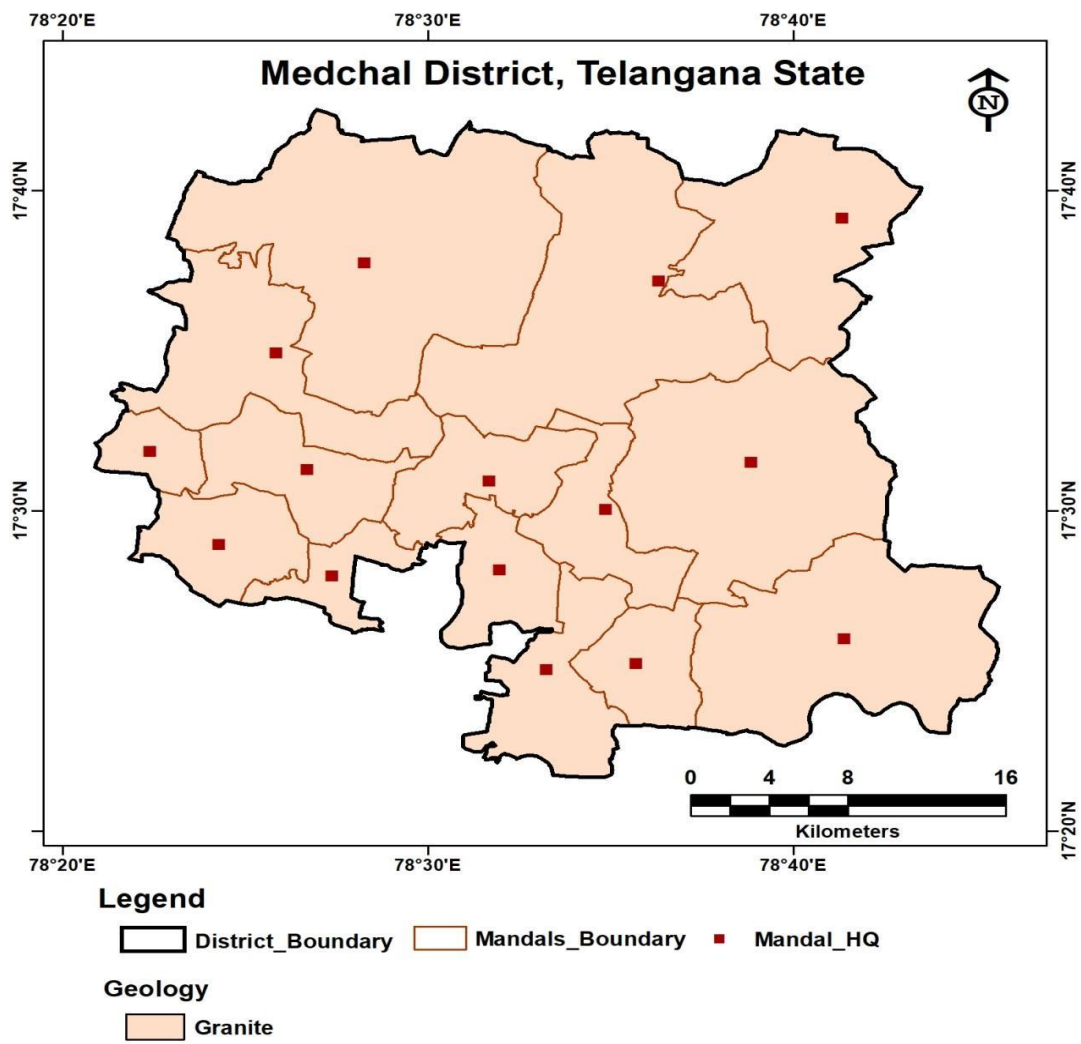 78°20'E 78°30'E 78°40'E
Medchal District, Telangana State
N
17°40'N 17°40'N
17°30'N 17°30'N
0 4 8 16
Kilometers
17°20'N 17°20'N
78°20'E 78°30'E 78°40'E
Legend
District_Boundary Mandals_Boundary Mandal_HQ
Geology
Granite